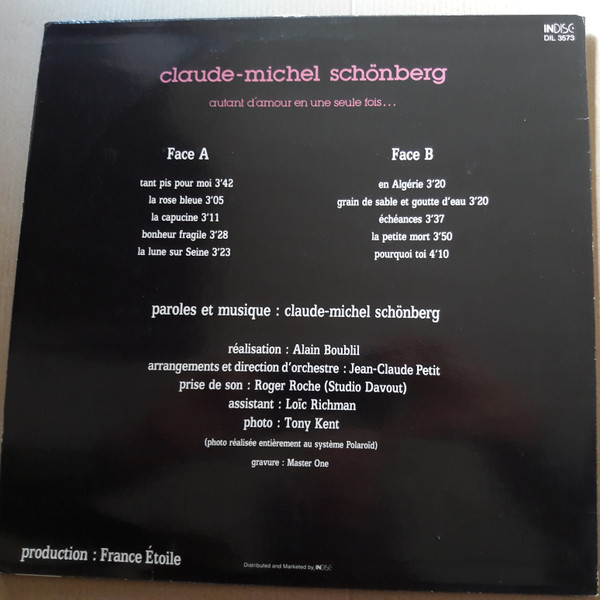 INDISC
DIL 3573
claude-michel schönberg
autant d'amour en une seule fois...
Face A
tant pis pour moi 3'42
la rose bleue 3'05
la capucine 3'11
bonheur fragile 3'28
la lune sur Seine 3'23
Face B
en Algérie 3'20
grain de sable et goutte d'eau 3'20
échéances 3'37
la petite mort 3'50
pourquoi toi 4'10
paroles et musique : claude-michel schönberg
réalisation : Alain Boublil
arrangements et direction d'orchestre : Jean-Claude Petit
prise de son : Roger Roche (Studio Davout)
assistant : Loïc Richman
photo : Tony Kent
(photo réalisée entièrement au système Polaroïd)
gravure : Master One
production : France Étoile
Distributed and Marketed by, INDISC